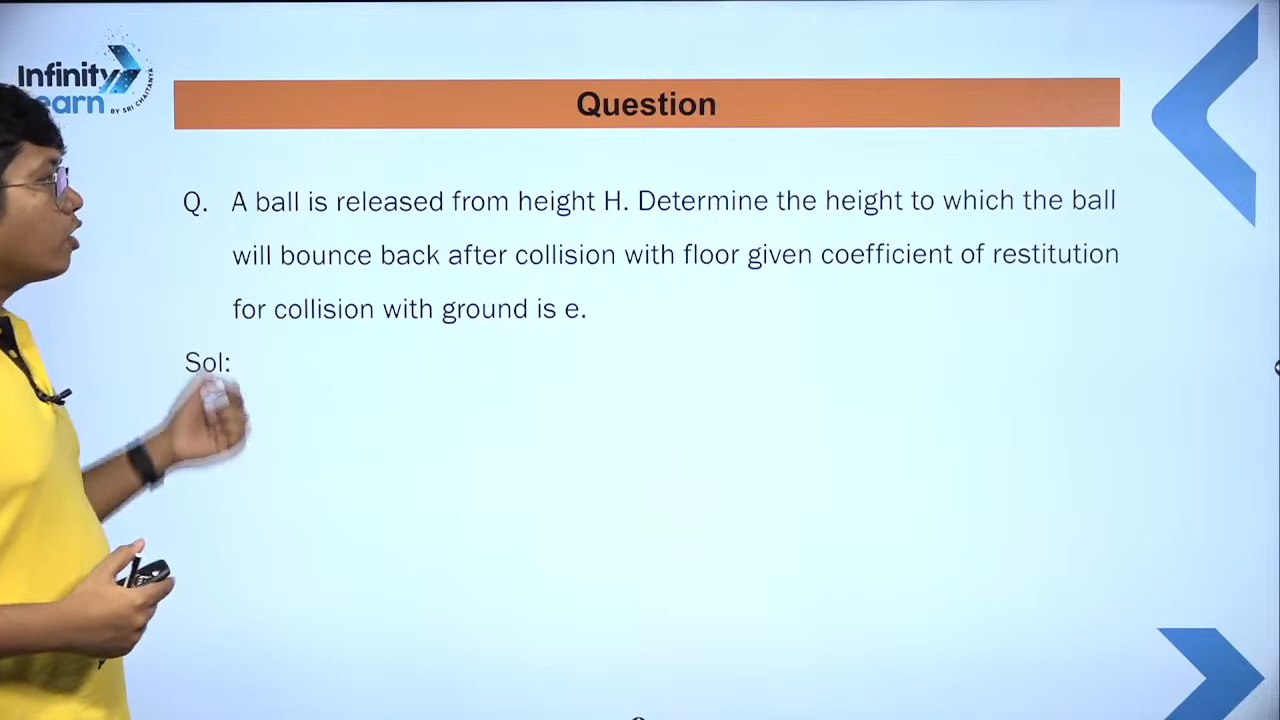 Infinity
earn
BY SRI CHAITANYA
Question
Q. A ball is released from height H. Determine the height to which the ball
will bounce back after collision with floor given coefficient of restitution
for collision with ground is e.
Sol: